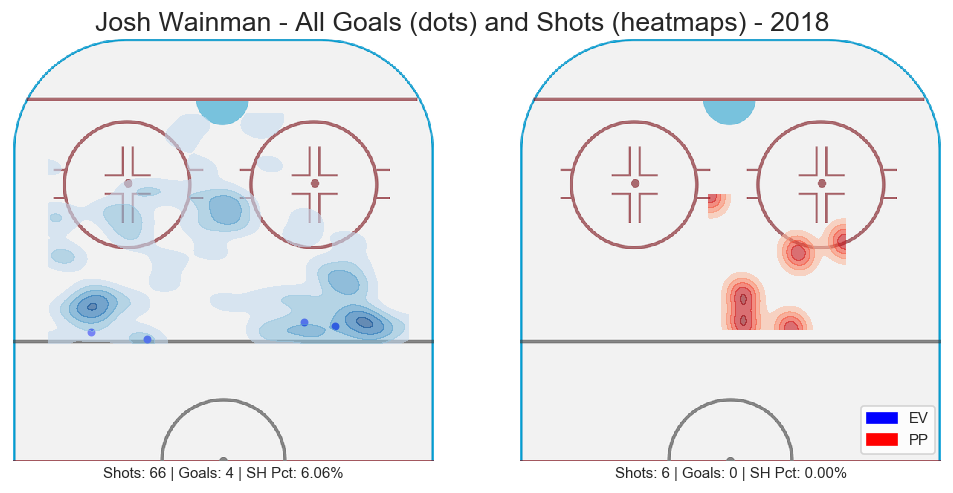 Josh Wainman - All Goals (dots) and Shots (heatmaps) - 2018
EV
PP
Shots: 66 | Goals: 4 | SH Pct: 6.06%
Shots: 6 | Goals: 0 | SH Pct: 0.00%